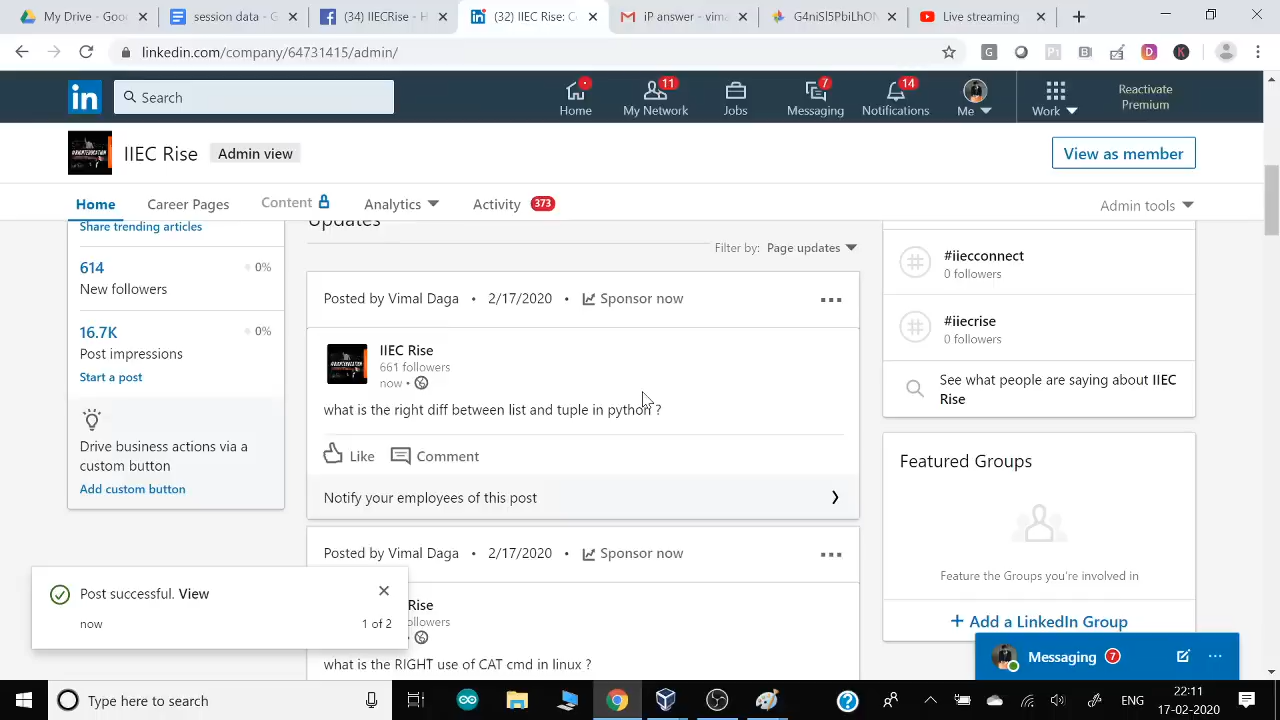 My Drive - Goo
session data - G
(34) IIECRise - H
(32) IIEC Rise: C
iP answer - vima
G4niSl5PbiLhO
Live streaming
linkedin.com/company/64731415/admin/
Search
Home
11
My Network
Jobs
7
Messaging
14
Notifications
Me
Work
Reactivate
Premium
IIEC Rise
Admin view
View as member
Home
Career Pages
Content
Analytics
Activity
373
Admin tools
Share trending articles
614
0%
New followers
16.7K
0%
Post impressions
Start a post
Drive business actions via a
custom button
Add custom button
Updates
Filter by: Page updates
Posted by Vimal Daga • 2/17/2020 • Sponsor now
IIEC Rise
661 followers
now •
what is the right diff between list and tuple in python ?
Like
Comment
Notify your employees of this post
Posted by Vimal Daga • 2/17/2020 • Sponsor now
Rise
ollowers
what is the RIGHT use of CAT cmd in linux ?
#iiecconnect
0 followers
#iiecrise
0 followers
See what people are saying about IIEC
Rise
Featured Groups
Feature the Groups you're involved in
+ Add a LinkedIn Group
Post successful. View
now
1 of 2
Messaging 7
Type here to search
ENG
22:11
17-02-2020